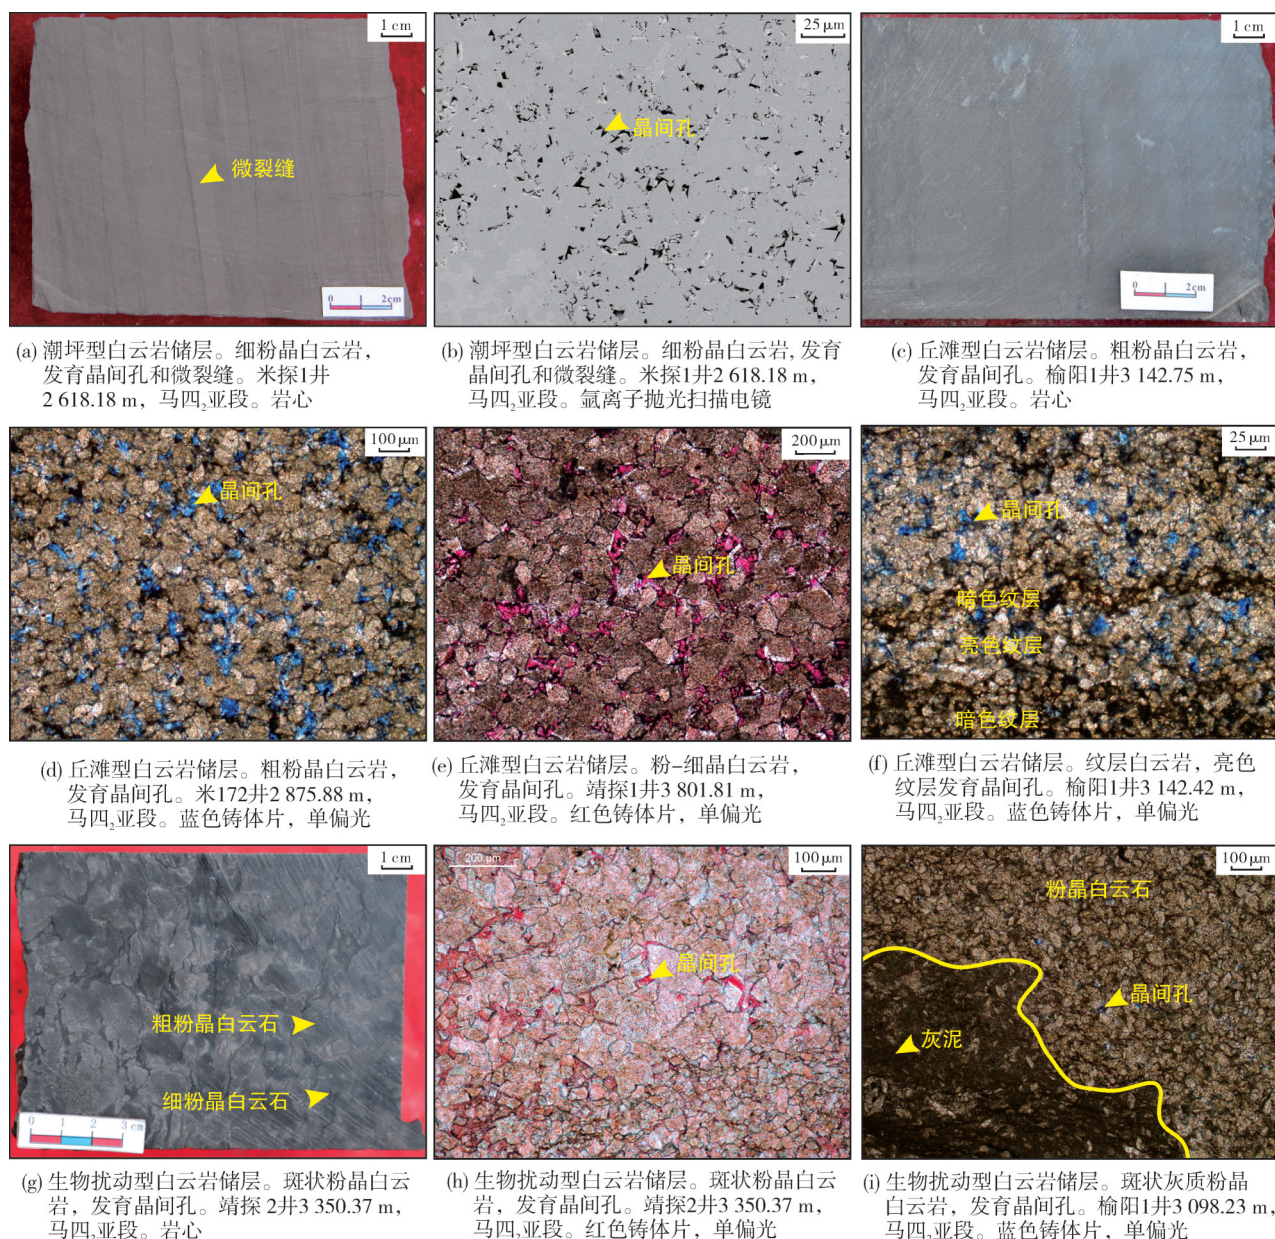 1 cm
微裂缝
0 1 2cm
25 μm
晶间孔
1 cm
0 1 2cm
(a) 潮坪型白云岩储层。细粉晶白云岩，
发育晶间孔和微裂缝。米探1井
2 618.18 m，马四₂亚段。岩心
(b) 潮坪型白云岩储层。细粉晶白云岩, 发育
晶间孔和微裂缝。米探1井2 618.18 m，
马四₂亚段。氩离子抛光扫描电镜
(c) 丘滩型白云岩储层。粗粉晶白云岩，
发育晶间孔。榆阳1井3 142.75 m，
马四₂亚段。岩心
100 μm
晶间孔
200 μm
晶间孔
25 μm
晶间孔
暗色纹层
亮色纹层
暗色纹层
(d) 丘滩型白云岩储层。粗粉晶白云岩，
发育晶间孔。米172井2 875.88 m，
马四₂亚段。蓝色铸体片，单偏光
(e) 丘滩型白云岩储层。粉–细晶白云岩，
发育晶间孔。靖探1井3 801.81 m，
马四₂亚段。红色铸体片，单偏光
(f) 丘滩型白云岩储层。纹层白云岩，亮色
纹层发育晶间孔。榆阳1井3 142.42 m，
马四₂亚段。蓝色铸体片，单偏光
1 cm
粗粉晶白云石
细粉晶白云石
0 1 2 3 cm
200 μm
100 μm
晶间孔
100 μm
粉晶白云石
晶间孔
灰泥
(g) 生物扰动型白云岩储层。斑状粉晶白云
岩，发育晶间孔。靖探 2井3 350.37 m，
马四₂亚段。岩心
(h) 生物扰动型白云岩储层。斑状粉晶白云
岩，发育晶间孔。靖探2井3 350.37 m，
马四₂亚段。红色铸体片，单偏光
(i) 生物扰动型白云岩储层。斑状灰质粉晶
白云岩，发育晶间孔。榆阳1井3 098.23 m，
马四₂亚段。蓝色铸体片，单偏光